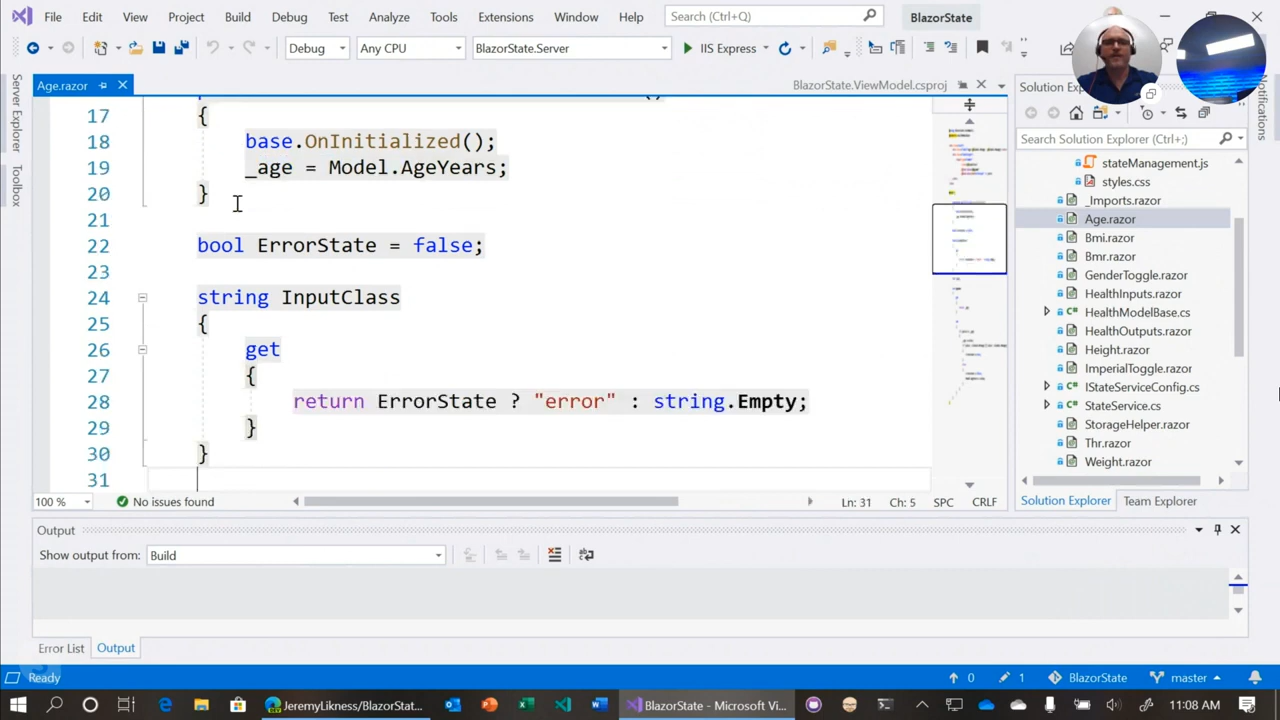 File Edit View Project Build Debug Test Analyze Tools Extensions Window Help Search (Ctrl+Q) BlazorState
Debug Any CPU BlazorState.Server IIS Express
Age.razor BlazorState.ViewModel.csproj Solution Explorer
Server Explorer
Toolbox
Notifications
17 {
18 base.OnInitialized();
19 _age = Model.AgeYears;
20 }
21
22 bool ErrorState = false;
23
24 string InputClass
25 {
26 get
27 {
28 return ErrorState ? "error" : string.Empty;
29 }
30 }
31
Search Solution Explorer (Ctrl+;)
stateManagement.js
styles.css
_Imports.razor
Age.razor
Bmi.razor
Bmr.razor
GenderToggle.razor
HealthInputs.razor
HealthModelBase.cs
HealthOutputs.razor
Height.razor
ImperialToggle.razor
IStateServiceConfig.cs
StateService.cs
StorageHelper.razor
Thr.razor
Weight.razor
Solution Explorer Team Explorer
100 % No issues found Ln: 31 Ch: 5 SPC CRLF
Output
Show output from: Build
Error List Output
Ready 0 1 BlazorState master
JeremyLikness/BlazorStat... BlazorState - Microsoft Vi... 11:08 AM